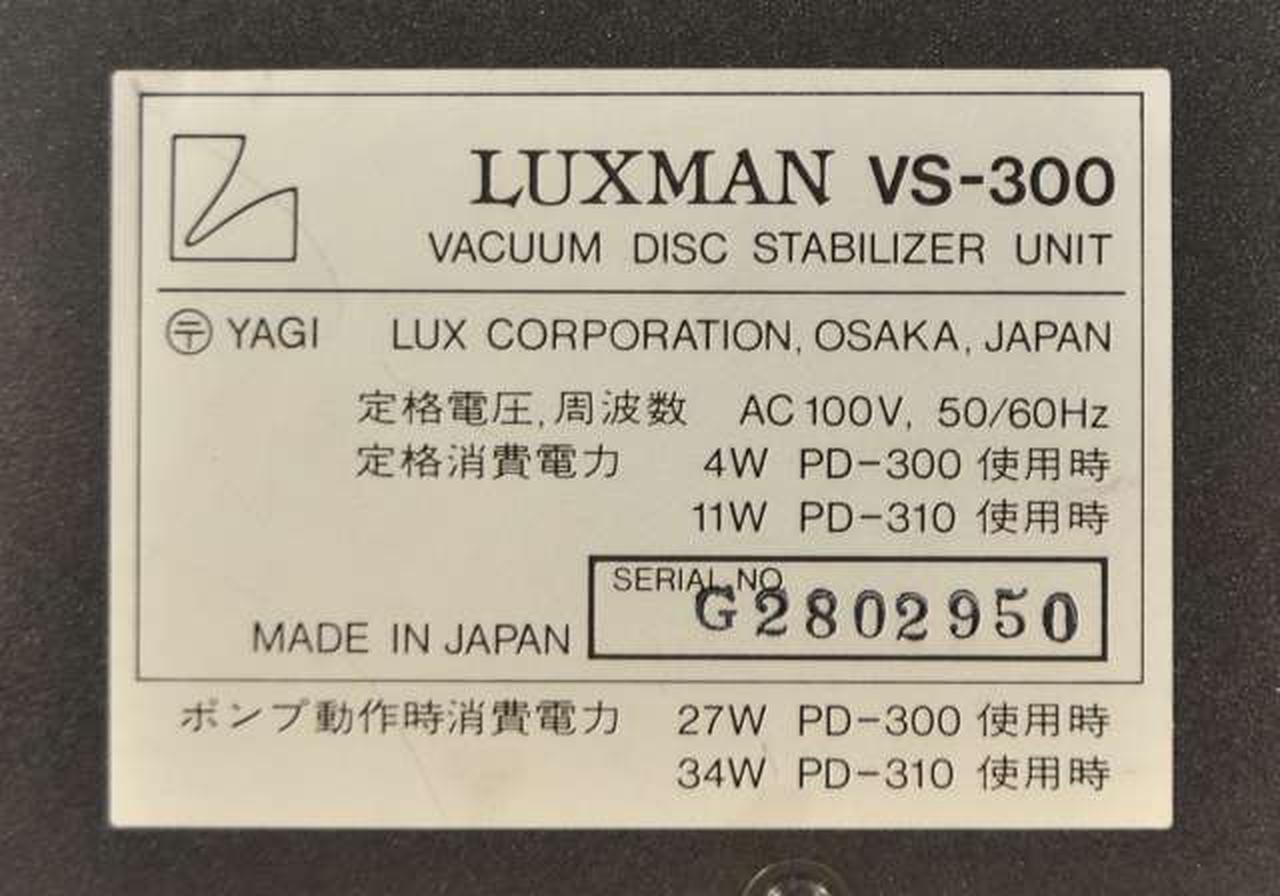 LUXMAN VS-300
VACUUM DISC STABILIZER UNIT
〒 YAGI LUX CORPORATION, OSAKA, JAPAN
定格電圧,周波数 AC 100V, 50/60Hz
定格消費電力 4W PD-300 使用時
11W PD-310 使用時
SERIAL NO
G2802950
MADE IN JAPAN
ポンプ動作時消費電力 27W PD-300 使用時
34W PD-310 使用時